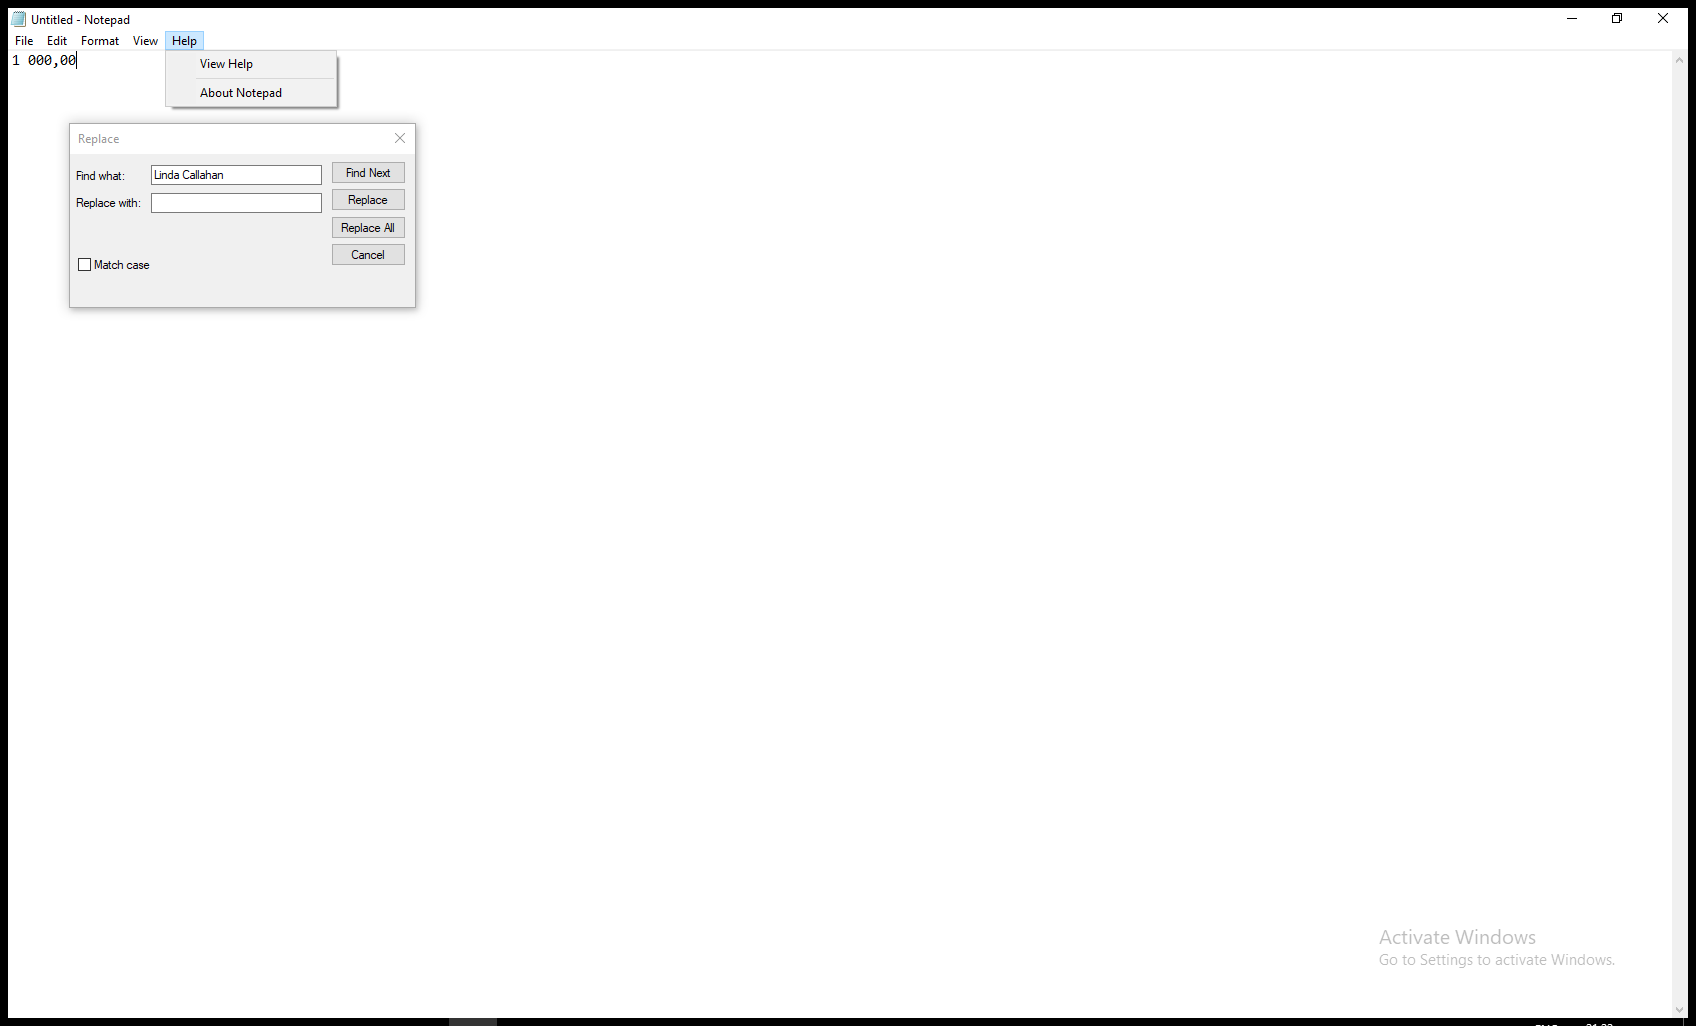 Untitled - Notepad
File Edit Format View Help
1 000,00
View Help
About Notepad
Replace
Find what: Linda Callahan Find Next
Replace with: Replace
Replace All
Cancel
Match case
Activate Windows
Go to Settings to activate Windows.